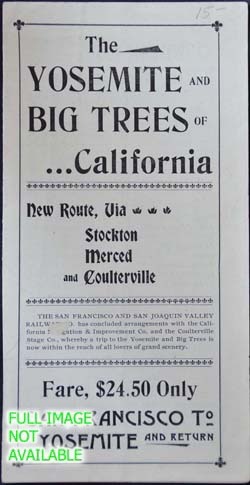 15-
The
YOSEMITE AND
BIG TREES OF
...California
New Route, Via
Stockton
Merced
and Coulterville
THE SAN FRANCISCO AND SAN JOAQUIN VALLEY
has concluded arrangements with the Cali-
fornia & Improvement Co. and the Coulterville
Stage Co., whereby a trip to the Yosemite and Big Trees is
now within the reach of all lovers of grand scenery.
Fare, $24.50 Only
FRANCISCO TO
YOSEMITE AND RETURN
FULL IMAGE
NOT
AVAILABLE